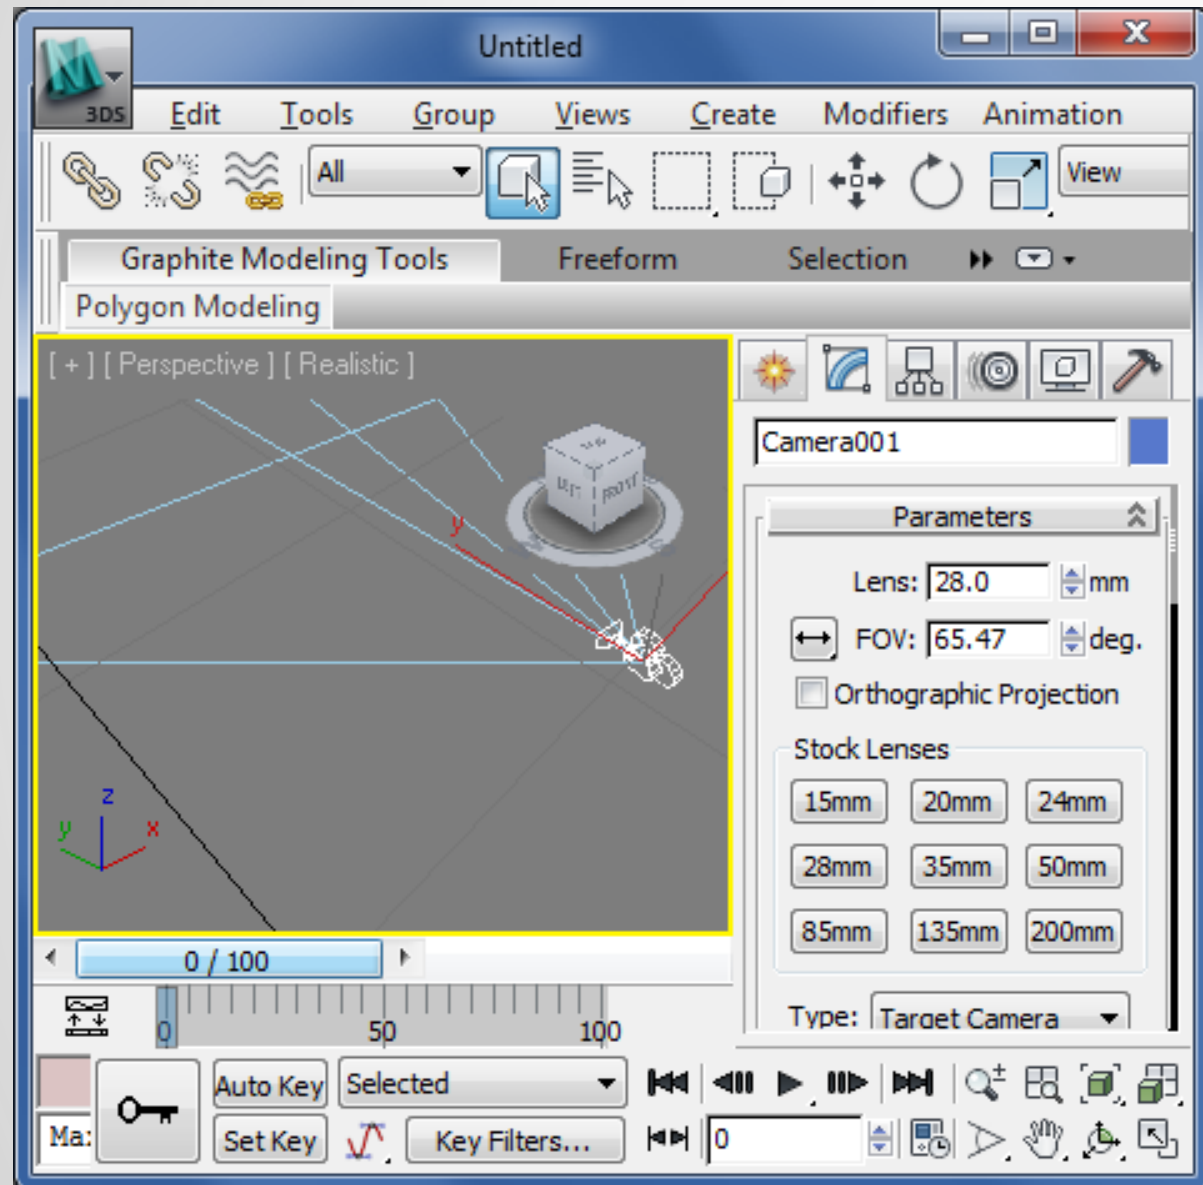 Untitled
3DS Edit Tools Group Views Create Modifiers Animation
All View
Graphite Modeling Tools Freeform Selection
Polygon Modeling
[ + ] [ Perspective ] [ Realistic ]
Camera001
LEFT FRONT
Parameters
Lens: 28.0 mm
y
FOV: 65.47 deg.
Orthographic Projection
Stock Lenses
15mm 20mm 24mm
z
y x
28mm 35mm 50mm
85mm 135mm 200mm
0 / 100
Type: Target Camera
0 50 100
Auto Key Selected
Set Key Key Filters... 0